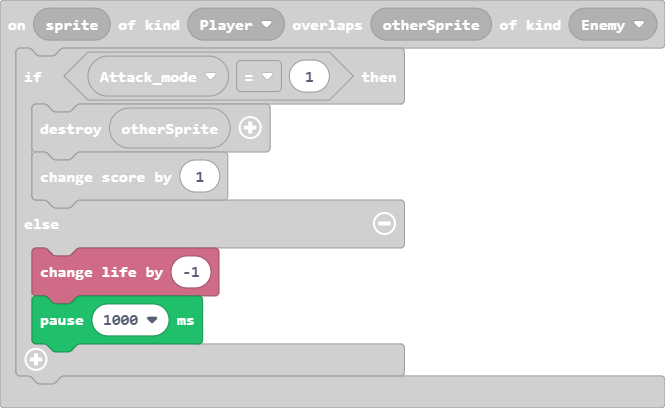 on sprite of kind Player overlaps otherSprite of kind Enemy
if Attack_mode = 1 then
destroy otherSprite
change score by 1
else
change life by -1
pause 1000 ms